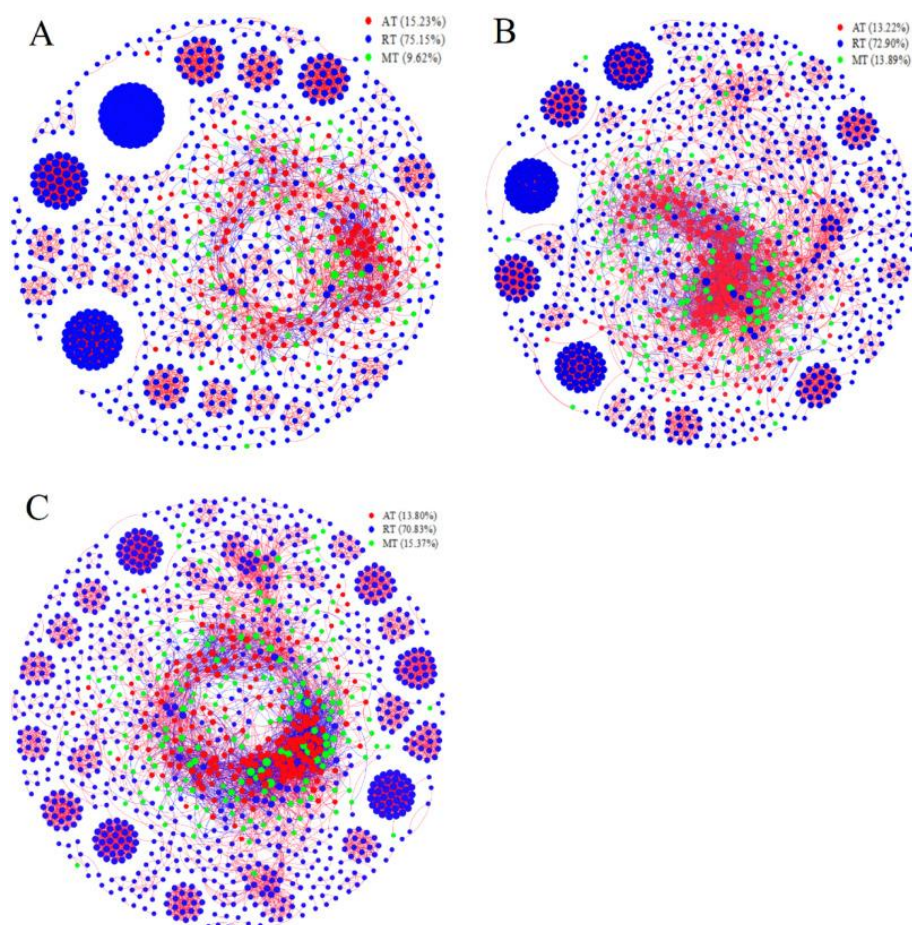 A
AT (15.23%)
RT (75.15%)
MT (9.62%)
B
AT (13.22%)
RT (72.90%)
MT (13.89%)
C
AT (13.80%)
RT (70.83%)
MT (15.37%)